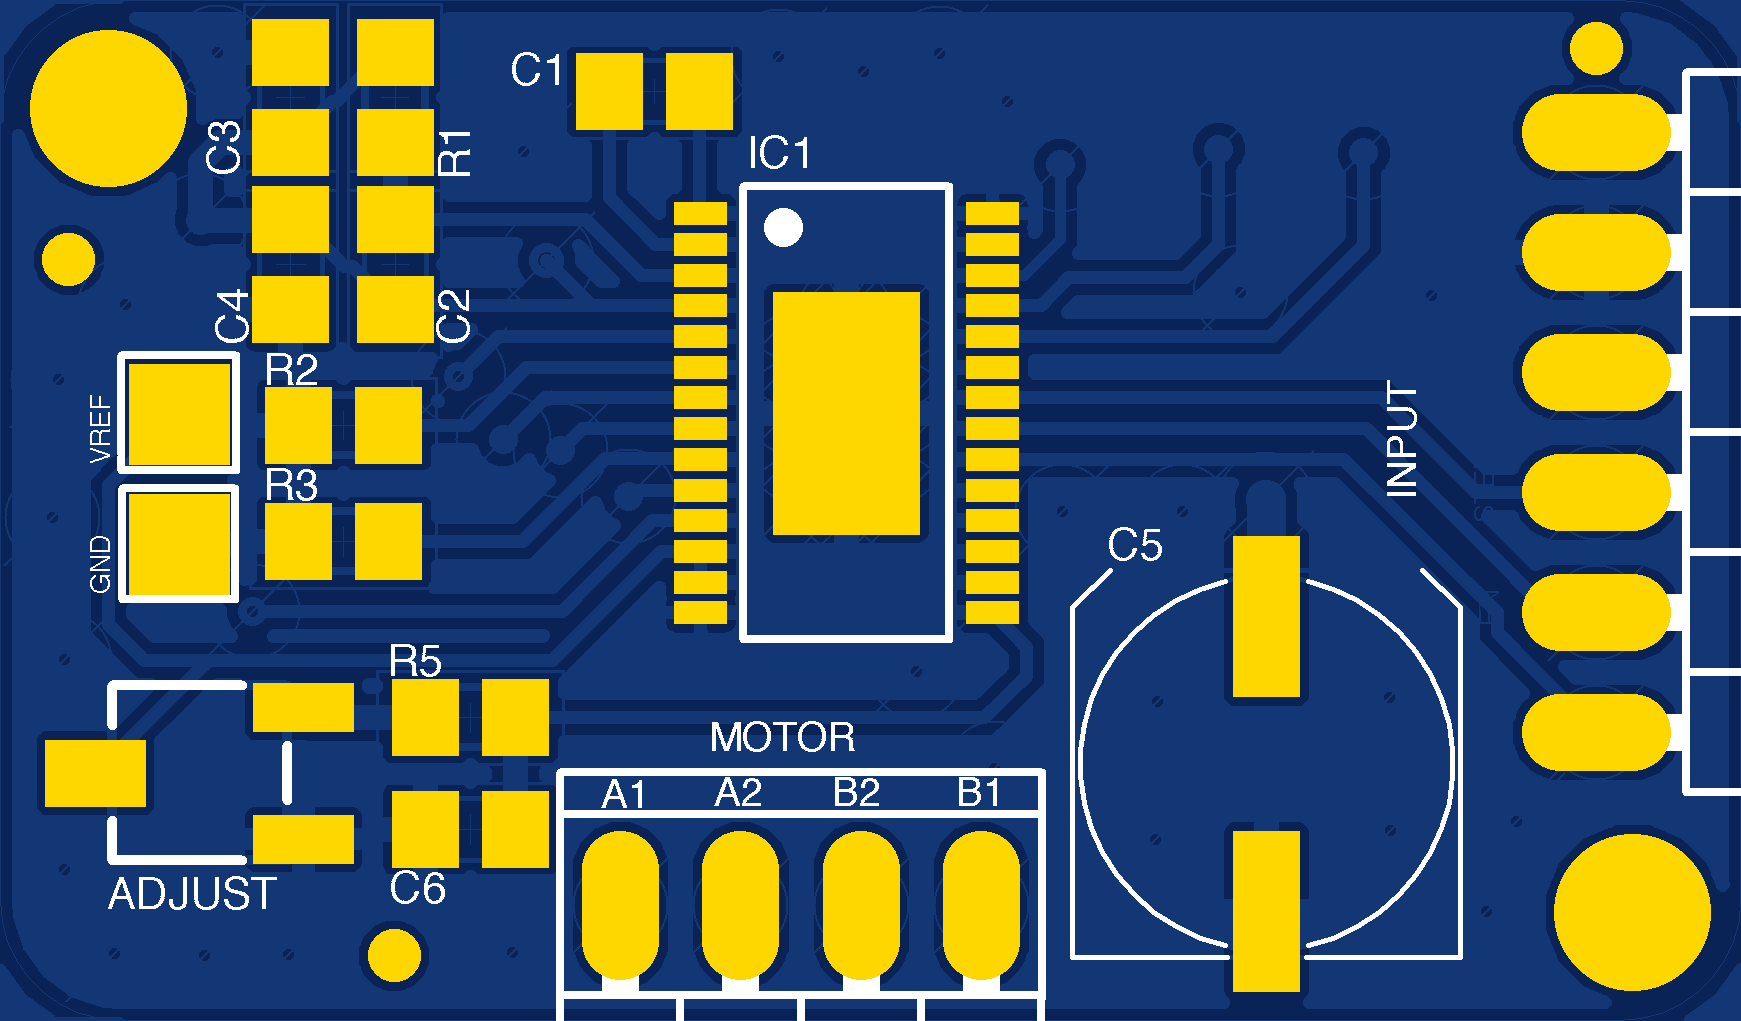 C1
IC1
C3
R1
C4
C2
R2
VREF
R3
GND
INPUT
C5
R5
MOTOR
A1 A2 B2 B1
ADJUST
C6